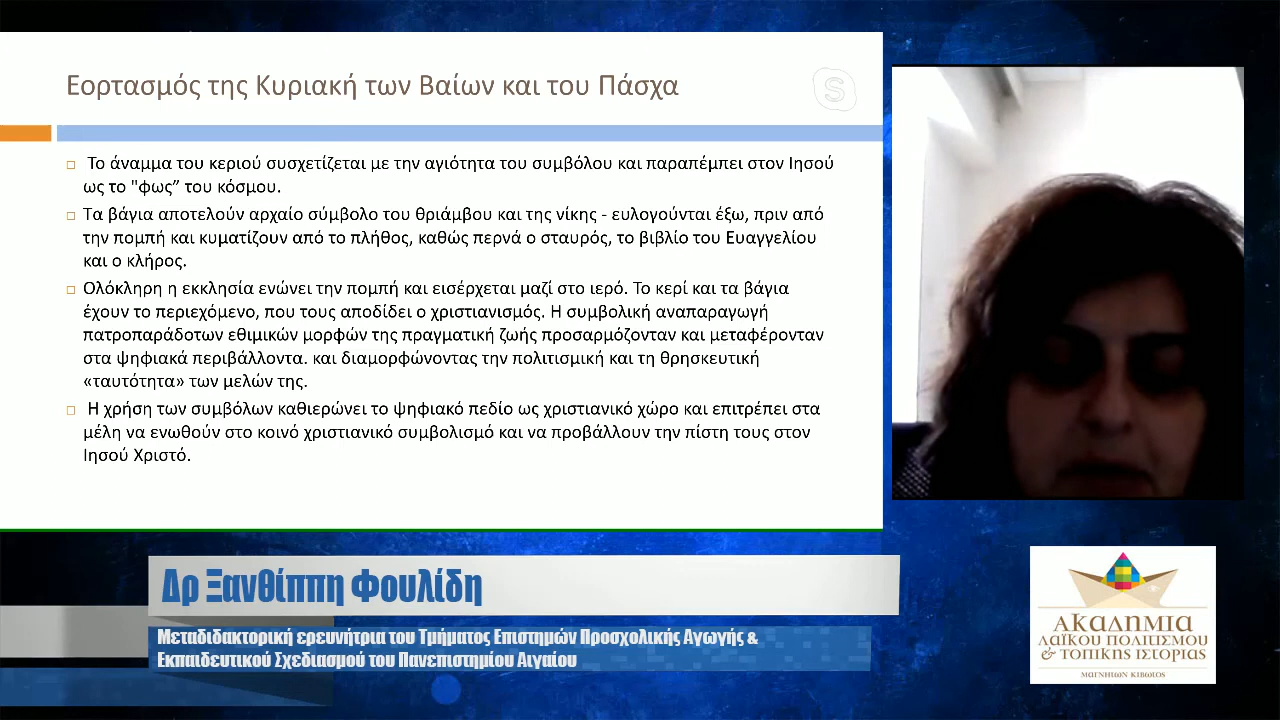 Εορτασμός της Κυριακή των Βαίων και του Πάσχα
Το άναμμα του κεριού συσχετίζεται με την αγιότητα του συμβόλου και παραπέμπει στον Ιησού
ως το "φως” του κόσμου.
Τα βάγια αποτελούν αρχαίο σύμβολο του θριάμβου και της νίκης - ευλογούνται έξω, πριν από
την πομπή και κυματίζουν από το πλήθος, καθώς περνά ο σταυρός, το βιβλίο του Ευαγγελίου
και ο κλήρος.
Ολόκληρη η εκκλησία ενώνει την πομπή και εισέρχεται μαζί στο ιερό. Το κερί και τα βάγια
έχουν το περιεχόμενο, που τους αποδίδει ο χριστιανισμός. Η συμβολική αναπαραγωγή
πατροπαράδοτων εθιμικών μορφών της πραγματική ζωής προσαρμόζονταν και μεταφέρονταν
στα ψηφιακά περιβάλλοντα. και διαμορφώνοντας την πολιτισμική και τη θρησκευτική
«ταυτότητα» των μελών της.
Η χρήση των συμβόλων καθιερώνει το ψηφιακό πεδίο ως χριστιανικό χώρο και επιτρέπει στα
μέλη να ενωθούν στο κοινό χριστιανικό συμβολισμό και να προβάλλουν την πίστη τους στον
Ιησού Χριστό.
Δρ Ξανθίππη Φουλίδη
Μεταδιδακτορική ερευνήτρια του Τμήματος Επιστημών Προσχολικής Αγωγής &
Εκπαιδευτικού Σχεδιασμού του Πανεπιστημίου Αιγαίου
ΑΚΑΔΗΜΙΑ
ΛΑΪΚΟΥ ΠΟΛΙΤΙΣΜΟΥ
& ΤΟΠΙΚΗΣ ΙΣΤΟΡΙΑΣ
ΜΑΓΝΗΤΩΝ ΚΙΒΩΤΟΣ